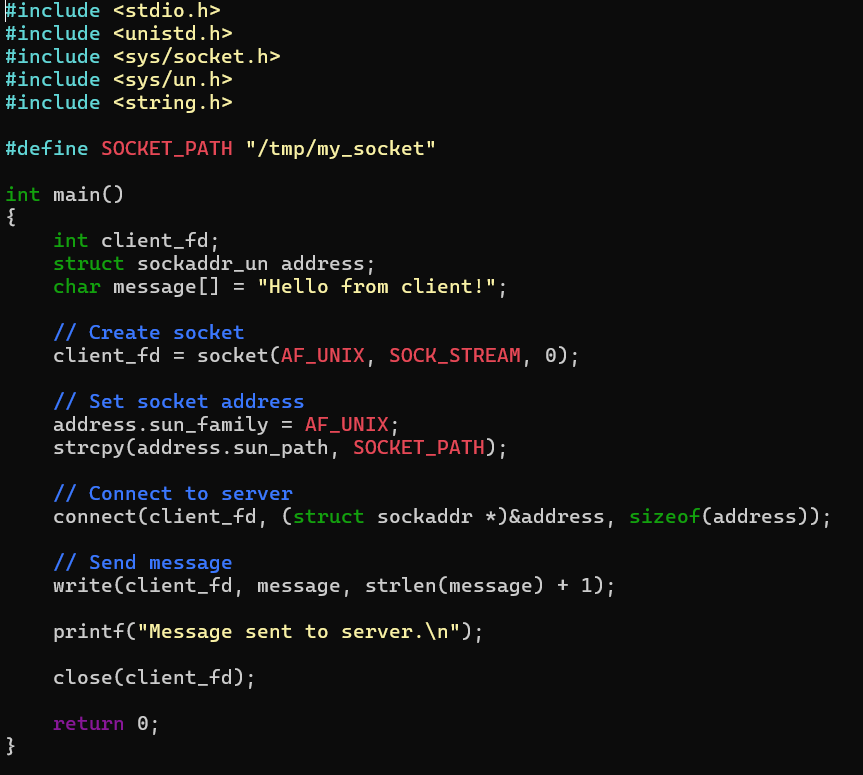 #include <stdio.h>
#include <unistd.h>
#include <sys/socket.h>
#include <sys/un.h>
#include <string.h>

#define SOCKET_PATH "/tmp/my_socket"

int main()
{
    int client_fd;
    struct sockaddr_un address;
    char message[] = "Hello from client!";

    // Create socket
    client_fd = socket(AF_UNIX, SOCK_STREAM, 0);

    // Set socket address
    address.sun_family = AF_UNIX;
    strcpy(address.sun_path, SOCKET_PATH);

    // Connect to server
    connect(client_fd, (struct sockaddr *)&address, sizeof(address));

    // Send message
    write(client_fd, message, strlen(message) + 1);

    printf("Message sent to server.\n");

    close(client_fd);

    return 0;
}